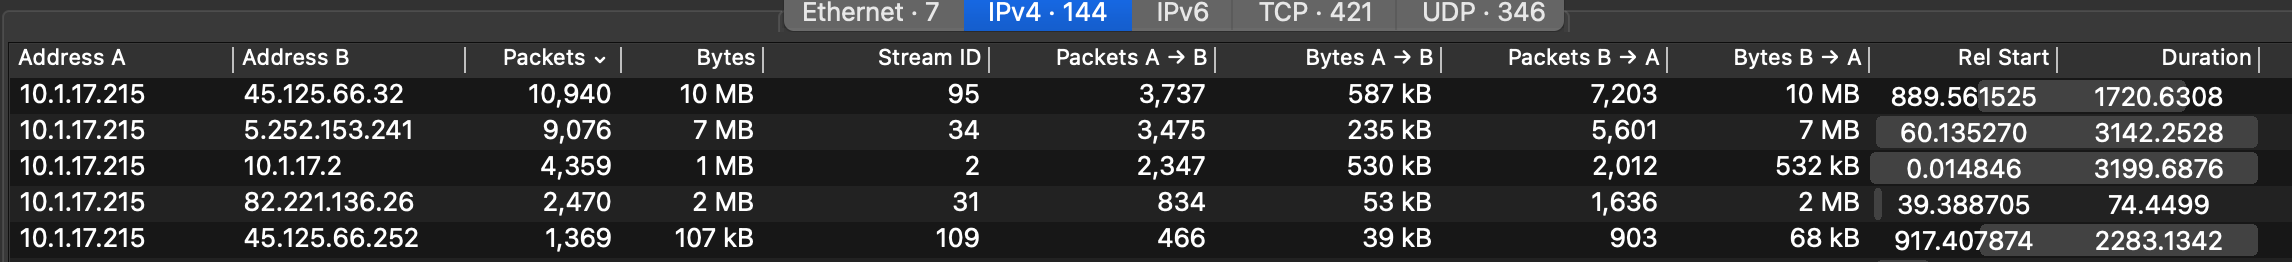 Ethernet · 7 IPv4 · 144 IPv6 TCP · 421 UDP · 346
Address A Address B Packets Bytes Stream ID Packets A → B Bytes A → B Packets B → A Bytes B → A Rel Start Duration
10.1.17.215 45.125.66.32 10,940 10 MB 95 3,737 587 kB 7,203 10 MB 889.561525 1720.6308
10.1.17.215 5.252.153.241 9,076 7 MB 34 3,475 235 kB 5,601 7 MB 60.135270 3142.2528
10.1.17.215 10.1.17.2 4,359 1 MB 2 2,347 530 kB 2,012 532 kB 0.014846 3199.6876
10.1.17.215 82.221.136.26 2,470 2 MB 31 834 53 kB 1,636 2 MB 39.388705 74.4499
10.1.17.215 45.125.66.252 1,369 107 kB 109 466 39 kB 903 68 kB 917.407874 2283.1342